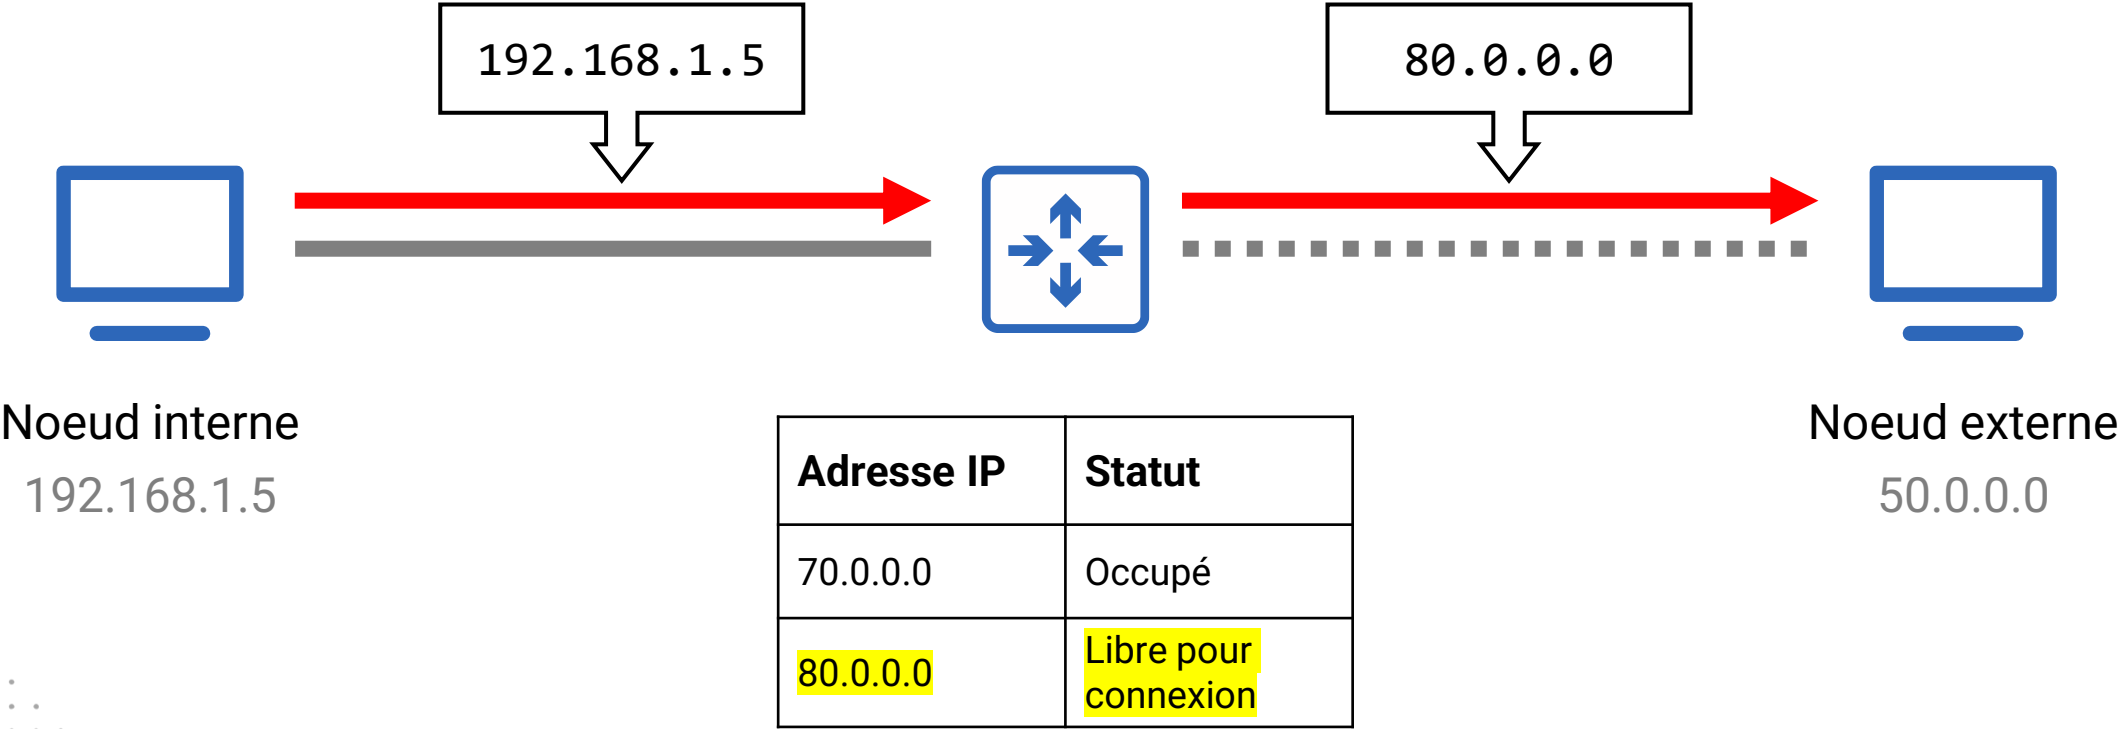 192.168.1.5
80.0.0.0
Noeud interne
192.168.1.5
Noeud externe
50.0.0.0
Adresse IP Statut
70.0.0.0 Occupé
80.0.0.0 Libre pour
connexion